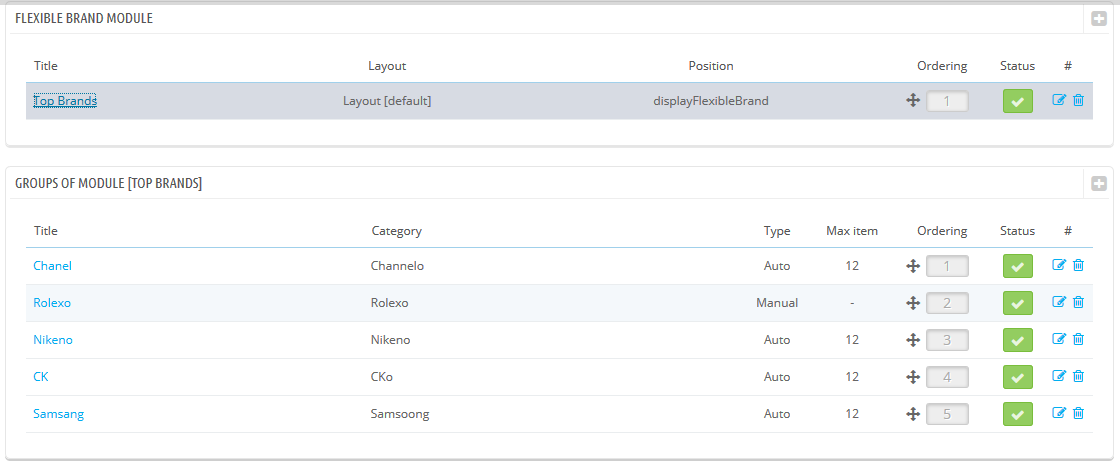 FLEXIBLE BRAND MODULE
Title Layout Position Ordering Status #
Top Brands Layout [default] displayFlexibleBrand 1
GROUPS OF MODULE [TOP BRANDS]
Title Category Type Max item Ordering Status #
Chanel Channelo Auto 12 1
Rolexo Rolexo Manual - 2
Nikeno Nikeno Auto 12 3
CK CKo Auto 12 4
Samsang Samsoong Auto 12 5